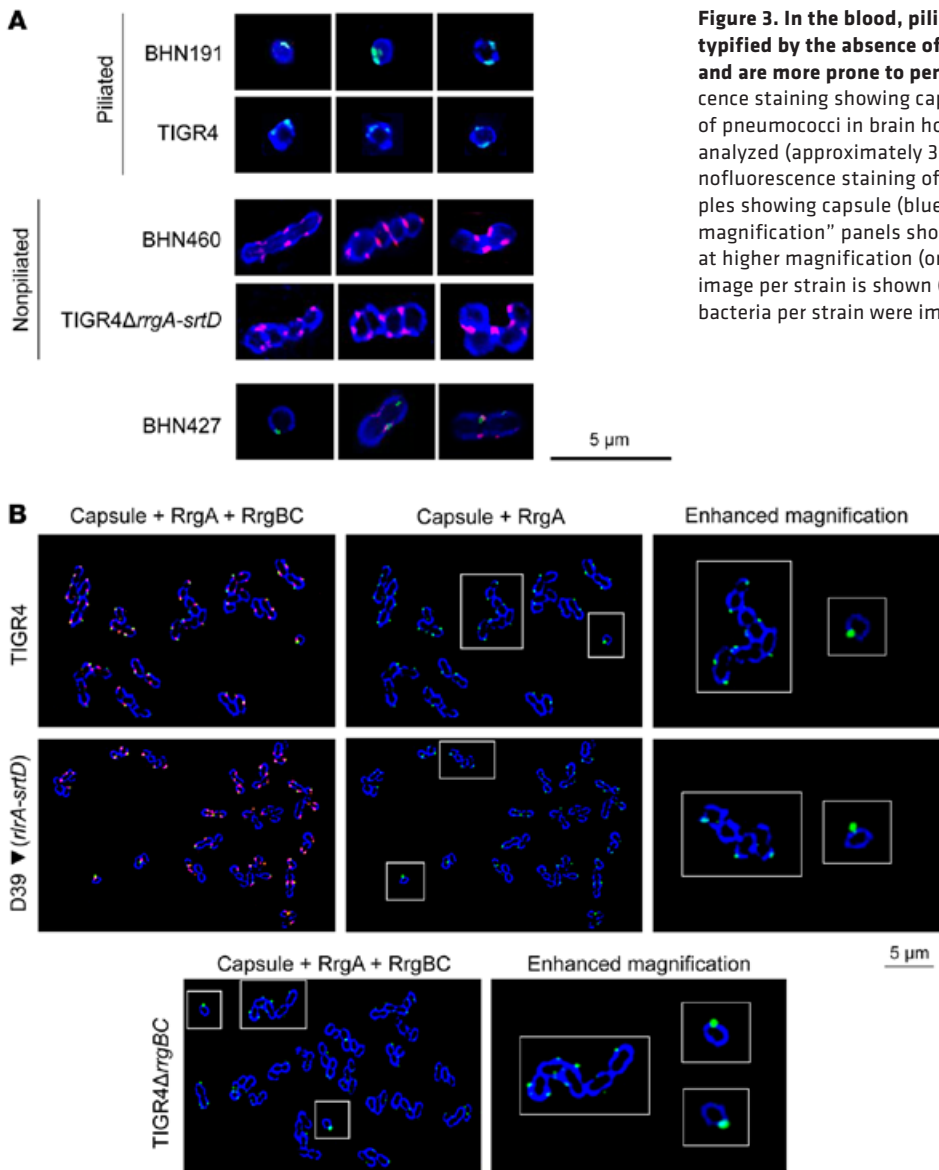 A
Piliated
BHN191
TIGR4
Nonpiliated
BHN460
TIGR4ΔrrgA-srtD
BHN427
5 μm
Figure 3. In the blood, pili
typified by the absence of
and are more prone to per
cence staining showing cap
of pneumococci in brain ho
analyzed (approximately 3
nofluorescence staining of
ples showing capsule (blue
magnification” panels sho
at higher magnification (or
image per strain is shown (
bacteria per strain were im
B
Capsule + RrgA + RrgBC
Capsule + RrgA
Enhanced magnification
TIGR4
D39 ▼ (rlrA-srtD)
5 μm
Capsule + RrgA + RrgBC
Enhanced magnification
TIGR4ΔrrgBC